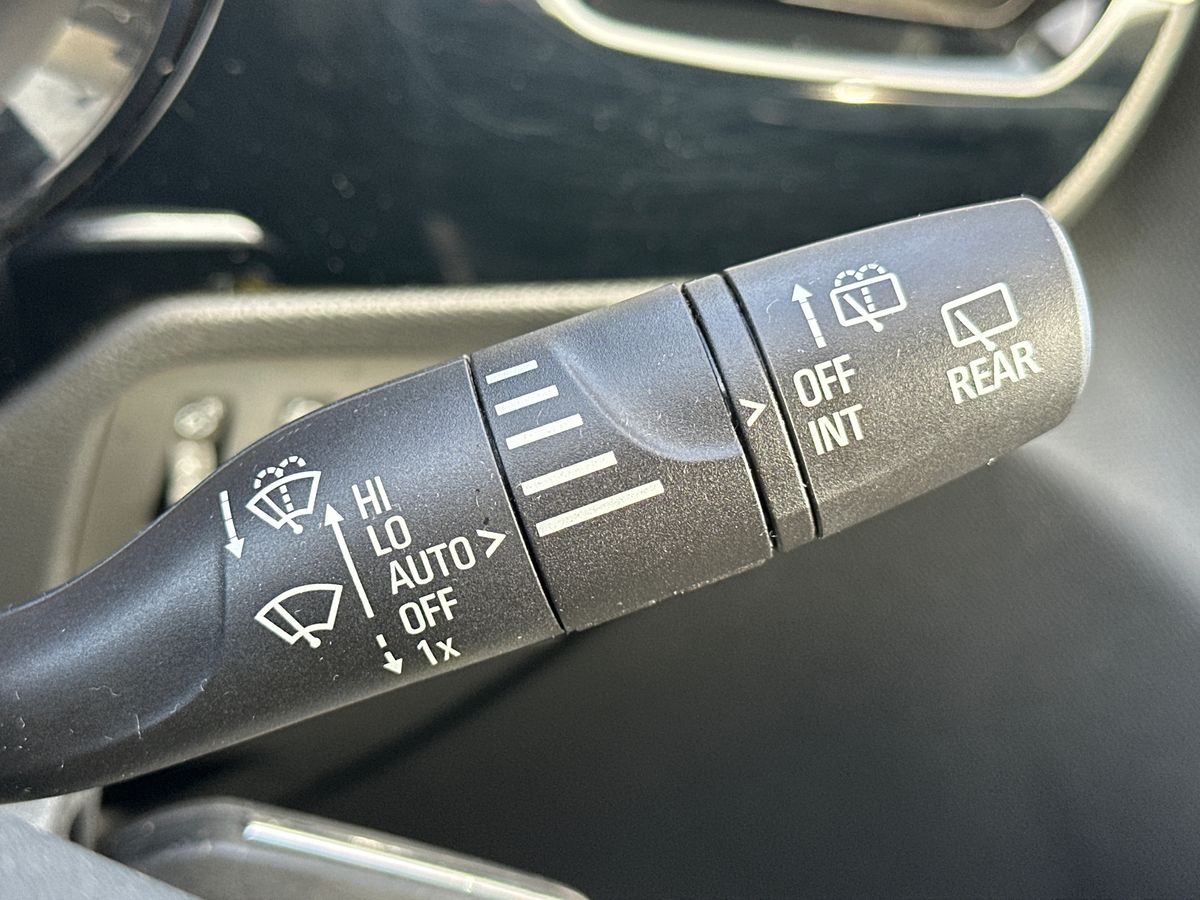 HI
LO
AUTO
OFF
1x
OFF
INT
REAR